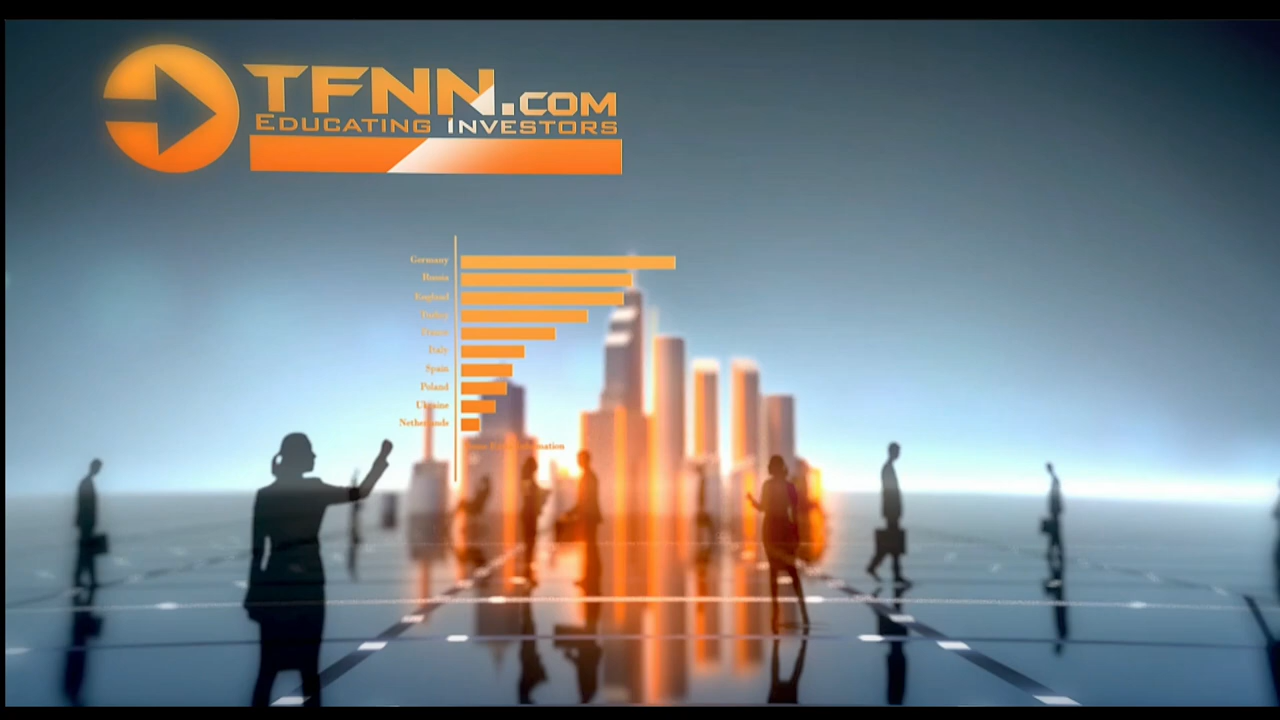 TFNN.COM
EDUCATING INVESTORS
Germany
Russia
England
Turkey
France
Italy
Spain
Poland
Ukraine
Netherlands